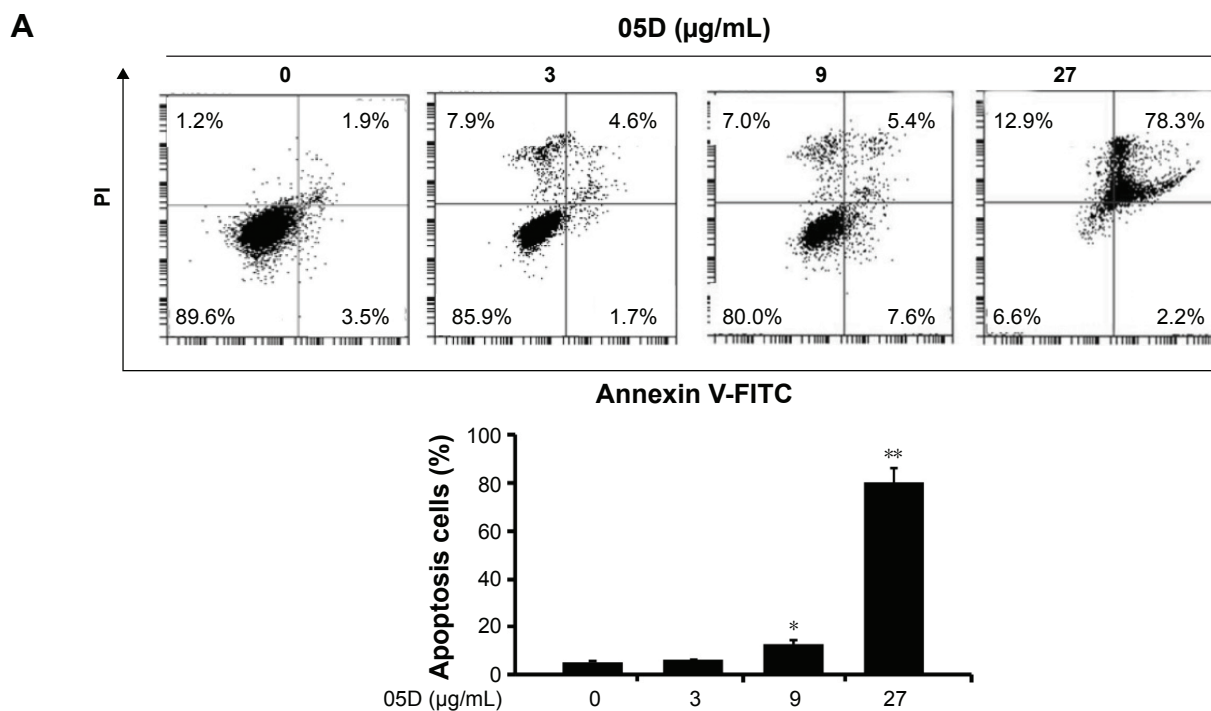 A
05D (µg/mL)
0 3 9 27
1.2% 1.9% 7.9% 4.6% 7.0% 5.4% 12.9% 78.3%
PI
89.6% 3.5% 85.9% 1.7% 80.0% 7.6% 6.6% 2.2%
Annexin V-FITC
Apoptosis cells (%)
100
80
60
40
20
0
*
**
05D (µg/mL) 0 3 9 27